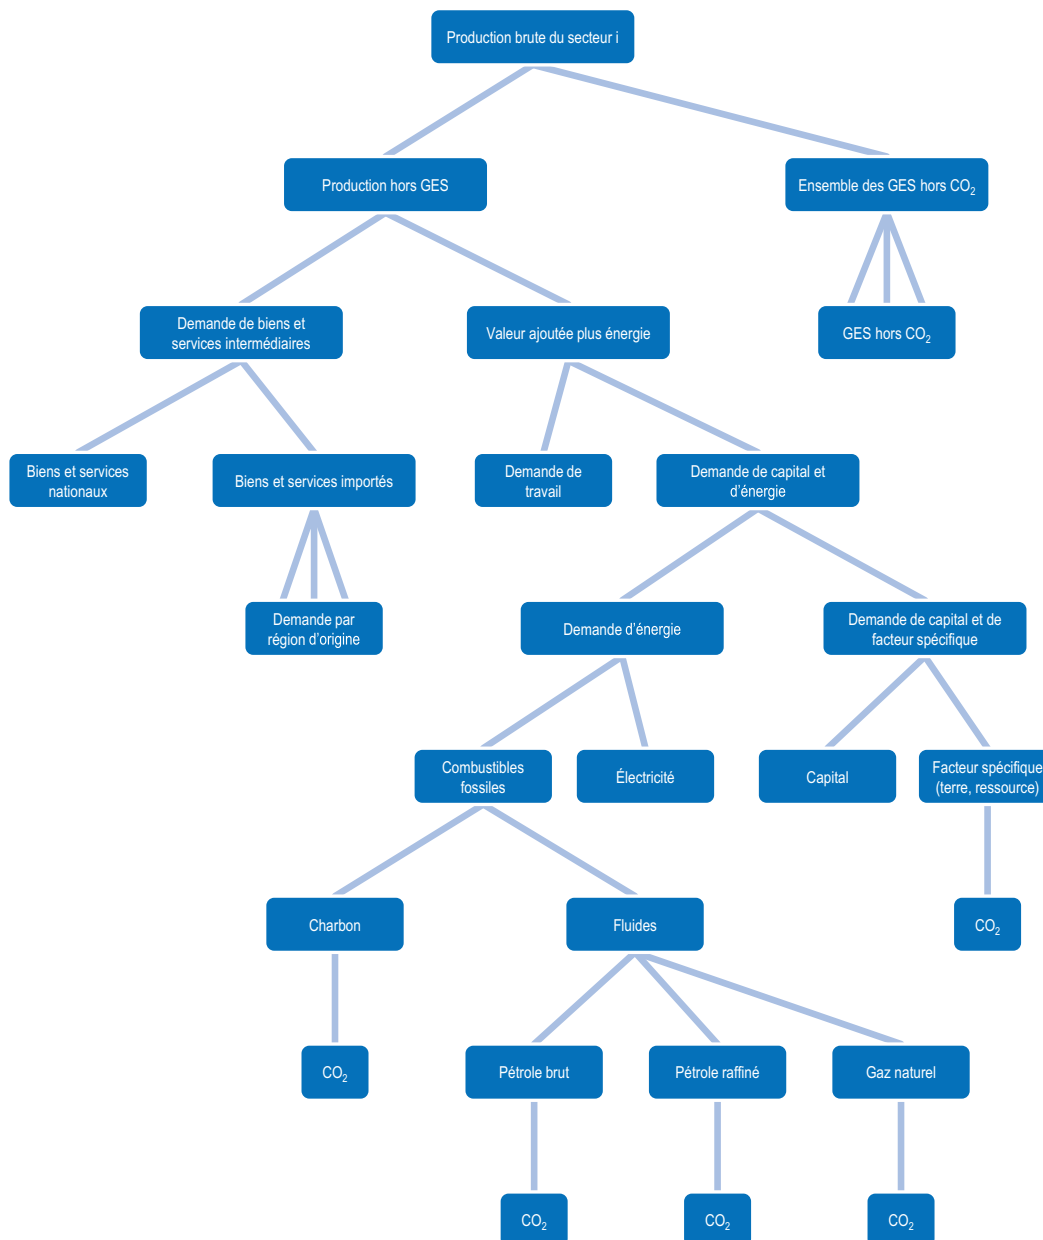 Production brute du secteur i
Production hors GES
Ensemble des GES hors CO₂
Demande de biens et
services intermédiaires
Valeur ajoutée plus énergie
GES hors CO₂
Biens et services
nationaux
Biens et services importés
Demande de
travail
Demande de capital et
d’énergie
Demande par
région d’origine
Demande d’énergie
Demande de capital et de
facteur spécifique
Combustibles
fossiles
Électricité
Capital
Facteur spécifique
(terre, ressource)
Charbon
Fluides
CO₂
CO₂
Pétrole brut
Pétrole raffiné
Gaz naturel
CO₂
CO₂
CO₂